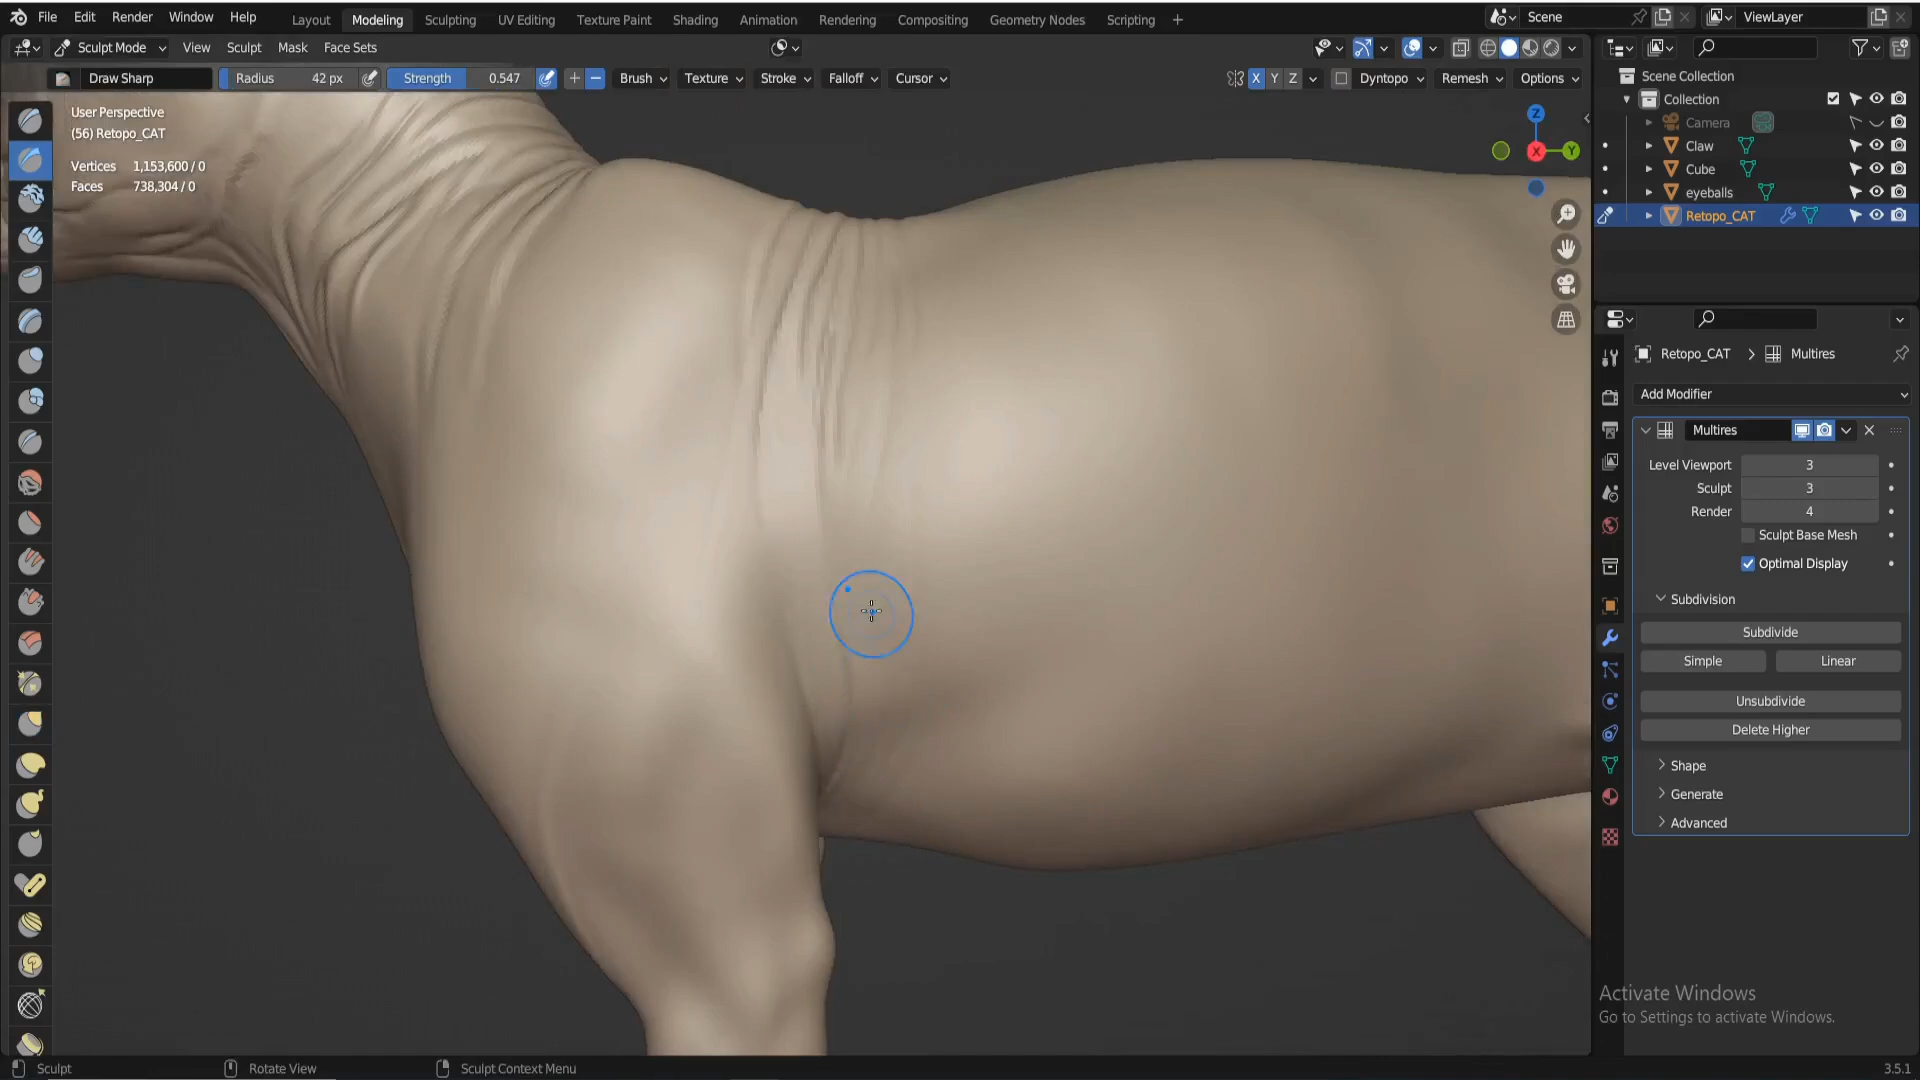 File Edit Render Window Help Layout Modeling Sculpting UV Editing Texture Paint Shading Animation Rendering Compositing Geometry Nodes Scripting + Scene ViewLayer
Sculpt Mode View Sculpt Mask Face Sets
Draw Sharp Radius 42 px Strength 0.547 Brush Texture Stroke Falloff Cursor X Y Z Dyntopo Remesh Options
User Perspective
(56) Retopo_CAT
Vertices 1,153,600 / 0
Faces 738,304 / 0
Z
X
Y
Scene Collection
Collection
Camera
Claw
Cube
eyeballs
Retopo_CAT
Retopo_CAT > Multires
Add Modifier
Multires
Level Viewport 3
Sculpt 3
Render 4
Sculpt Base Mesh
Optimal Display
Subdivision
Subdivide
Simple Linear
Unsubdivide
Delete Higher
Shape
Generate
Advanced
Activate Windows
Go to Settings to activate Windows.
Sculpt Rotate View Sculpt Context Menu 3.5.1